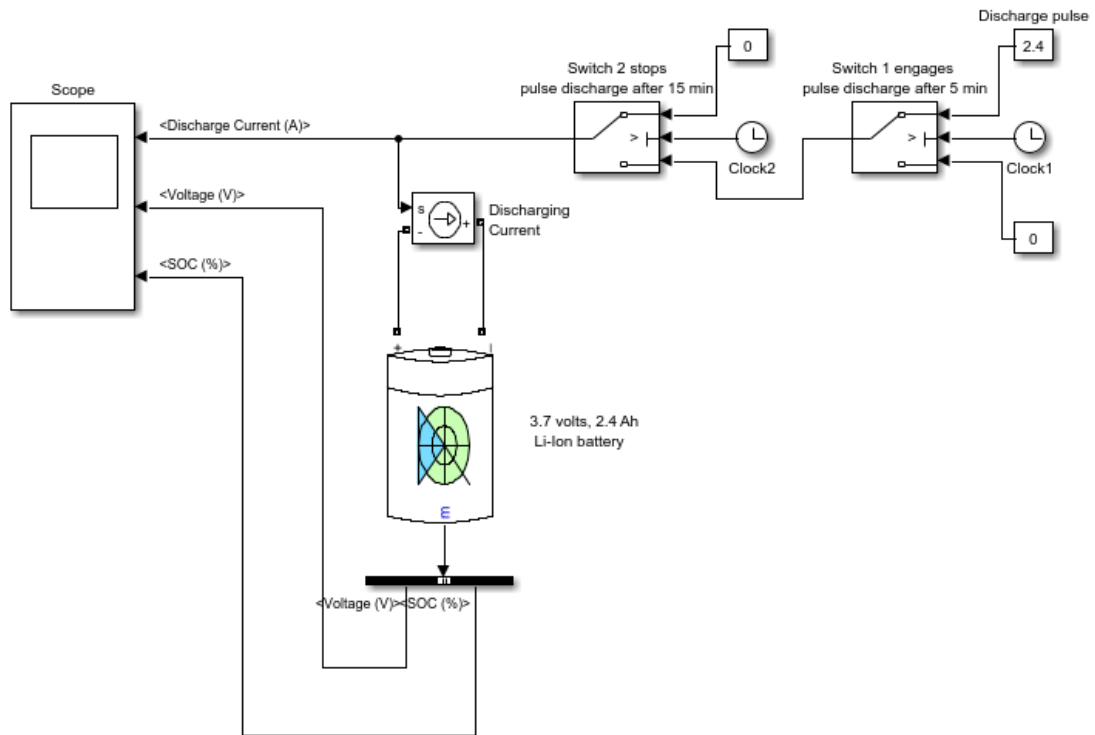 Discharge pulse
0
2.4
Switch 2 stops
pulse discharge after 15 min
Switch 1 engages
pulse discharge after 5 min
Scope
<Discharge Current (A)>
>
>
Clock2
Clock1
<Voltage (V)>
s
-
+
Discharging
Current
0
<SOC (%)>
+
-
3.7 volts, 2.4 Ah
Li-Ion battery
m
<Voltage (V)>
<SOC (%)>